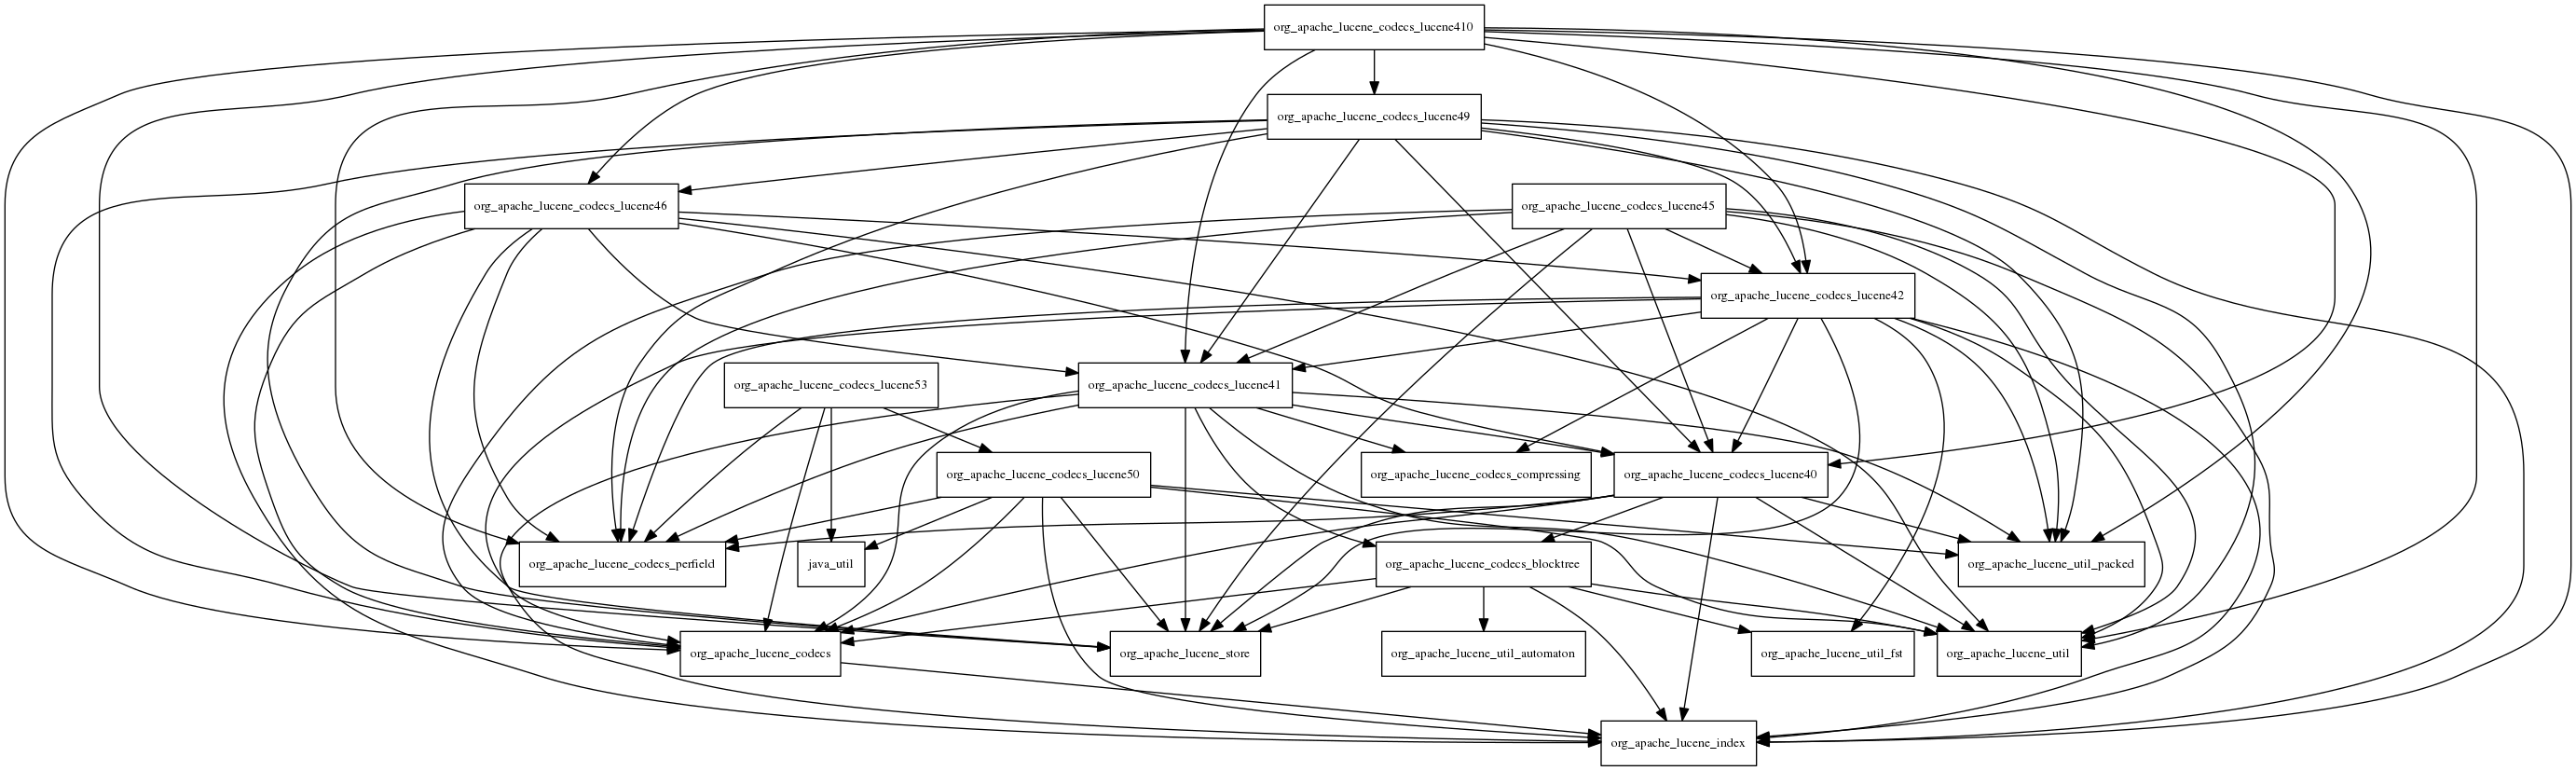 org_apache_lucene_codecs_lucene410
org_apache_lucene_codecs_lucene49
org_apache_lucene_codecs_lucene46
org_apache_lucene_codecs_lucene45
org_apache_lucene_codecs_lucene42
org_apache_lucene_codecs_lucene53
org_apache_lucene_codecs_lucene41
org_apache_lucene_codecs_lucene50
org_apache_lucene_codecs_compressing
org_apache_lucene_codecs_lucene40
org_apache_lucene_codecs_perfield
java_util
org_apache_lucene_codecs_blocktree
org_apache_lucene_util_packed
org_apache_lucene_codecs
org_apache_lucene_store
org_apache_lucene_util_automaton
org_apache_lucene_util_fst
org_apache_lucene_util
org_apache_lucene_index